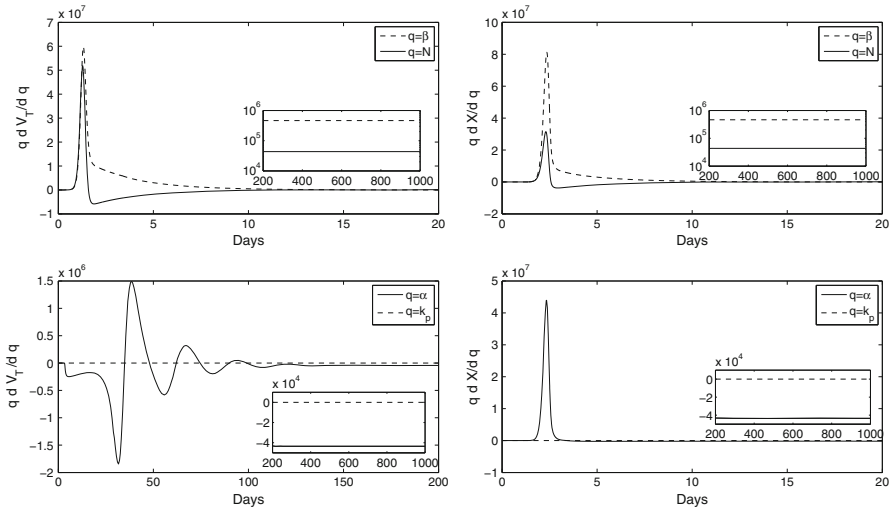 x 10^7
7
6
5
4
3
2
1
0
−1
q d V_T/d q
0 5 10 15 20
Days
q=β
q=N
10^6
10^5
10^4
200 400 600 800 1000
x 10^7
10
8
6
4
2
0
−2
q d X/d q
0 5 10 15 20
Days
q=β
q=N
10^6
10^5
10^4
200 400 600 800 1000
x 10^6
1.5
1
0.5
0
−0.5
−1
−1.5
−2
q d V_T/d q
0 50 100 150 200
Days
q=α
q=k_p
x 10^4
0
−2
−4
200 400 600 800 1000
x 10^7
5
4
3
2
1
0
−1
q d X/d q
0 5 10 15 20
Days
q=α
q=k_p
x 10^4
0
−2
−4
200 400 600 800 1000